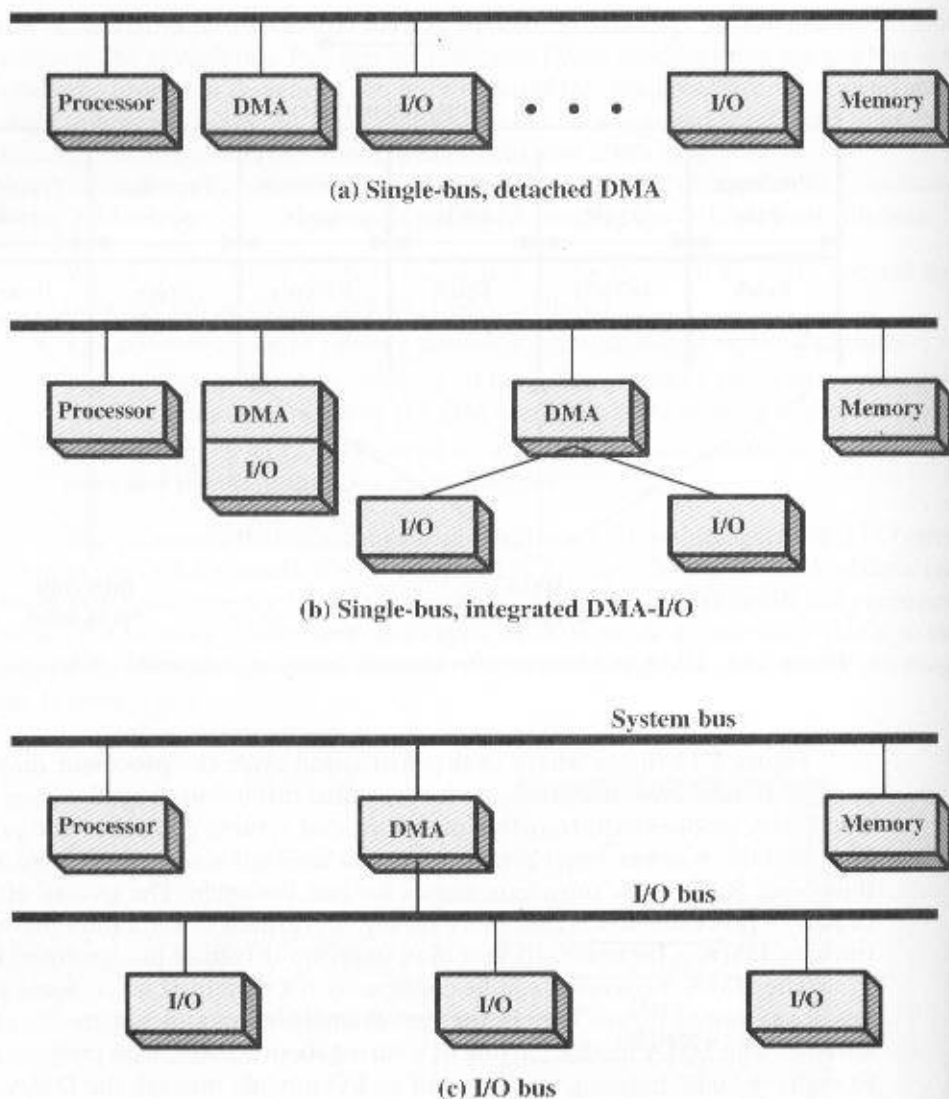 Processor DMA I/O • • • I/O Memory
(a) Single-bus, detached DMA
Processor DMA DMA Memory
I/O
I/O I/O
(b) Single-bus, integrated DMA-I/O
System bus
Processor DMA Memory
I/O bus
I/O I/O I/O
(c) I/O bus